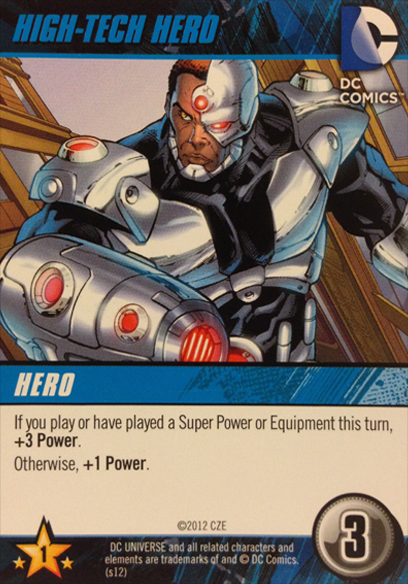 HIGH-TECH HERO
DC
COMICS™
HERO
If you play or have played a Super Power or Equipment this turn,
+3 Power.
Otherwise, +1 Power.
©2012 CZE
1
DC UNIVERSE and all related characters and
elements are trademarks of and © DC Comics.
(s12)
3